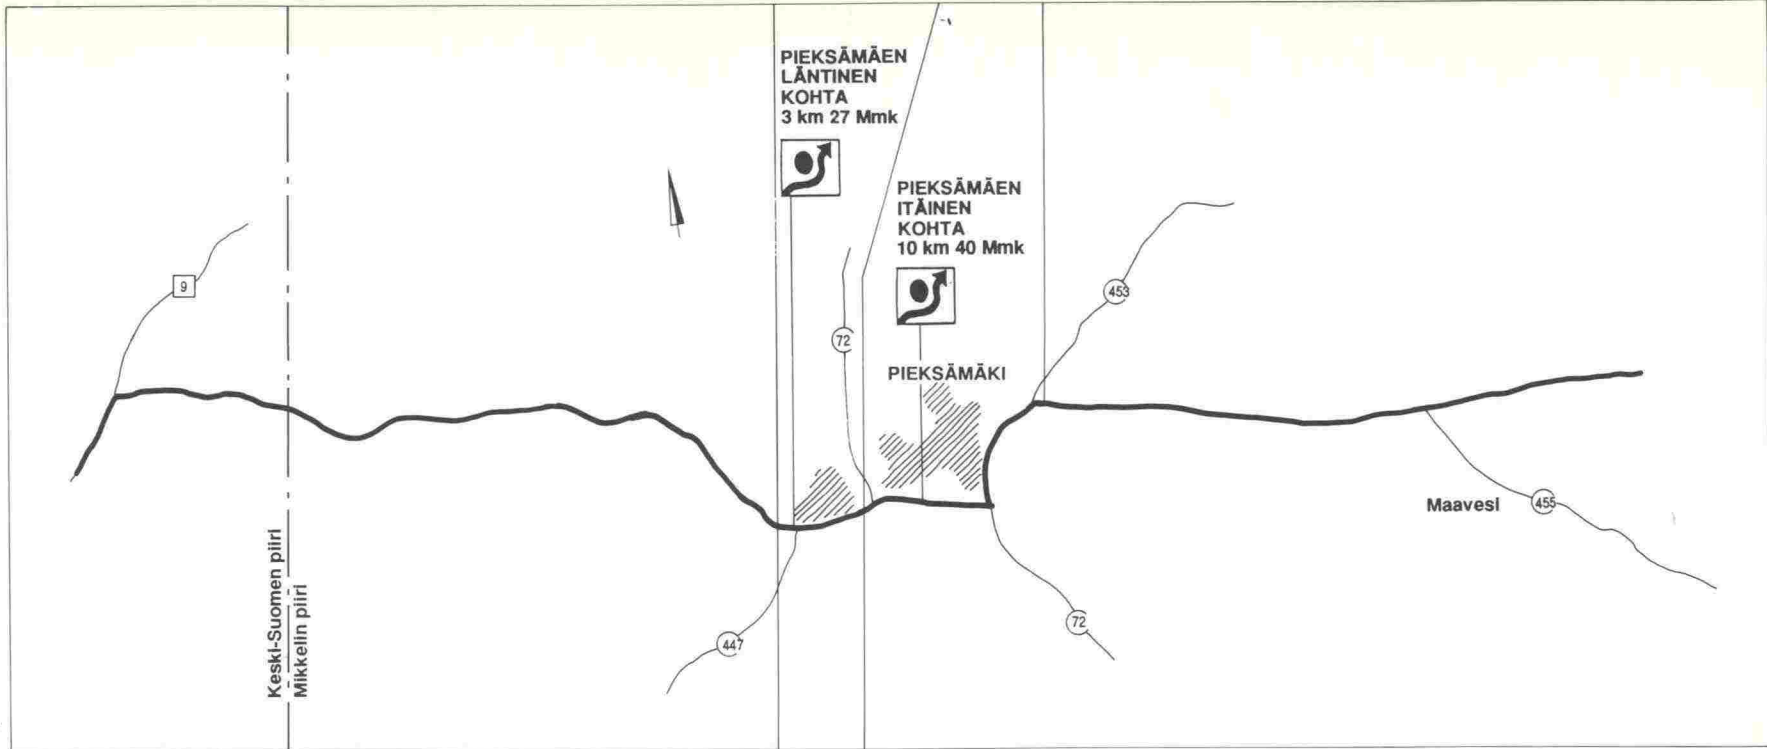 PIEKSÄMÄEN
LÄNTINEN
KOHTA
3 km 27 Mmk
PIEKSÄMÄEN
ITÄINEN
KOHTA
10 km 40 Mmk
9
453
72
PIEKSÄMÄKI
Maavesi
455
Keski-Suomen piiri
Mikkelin piiri
447
72